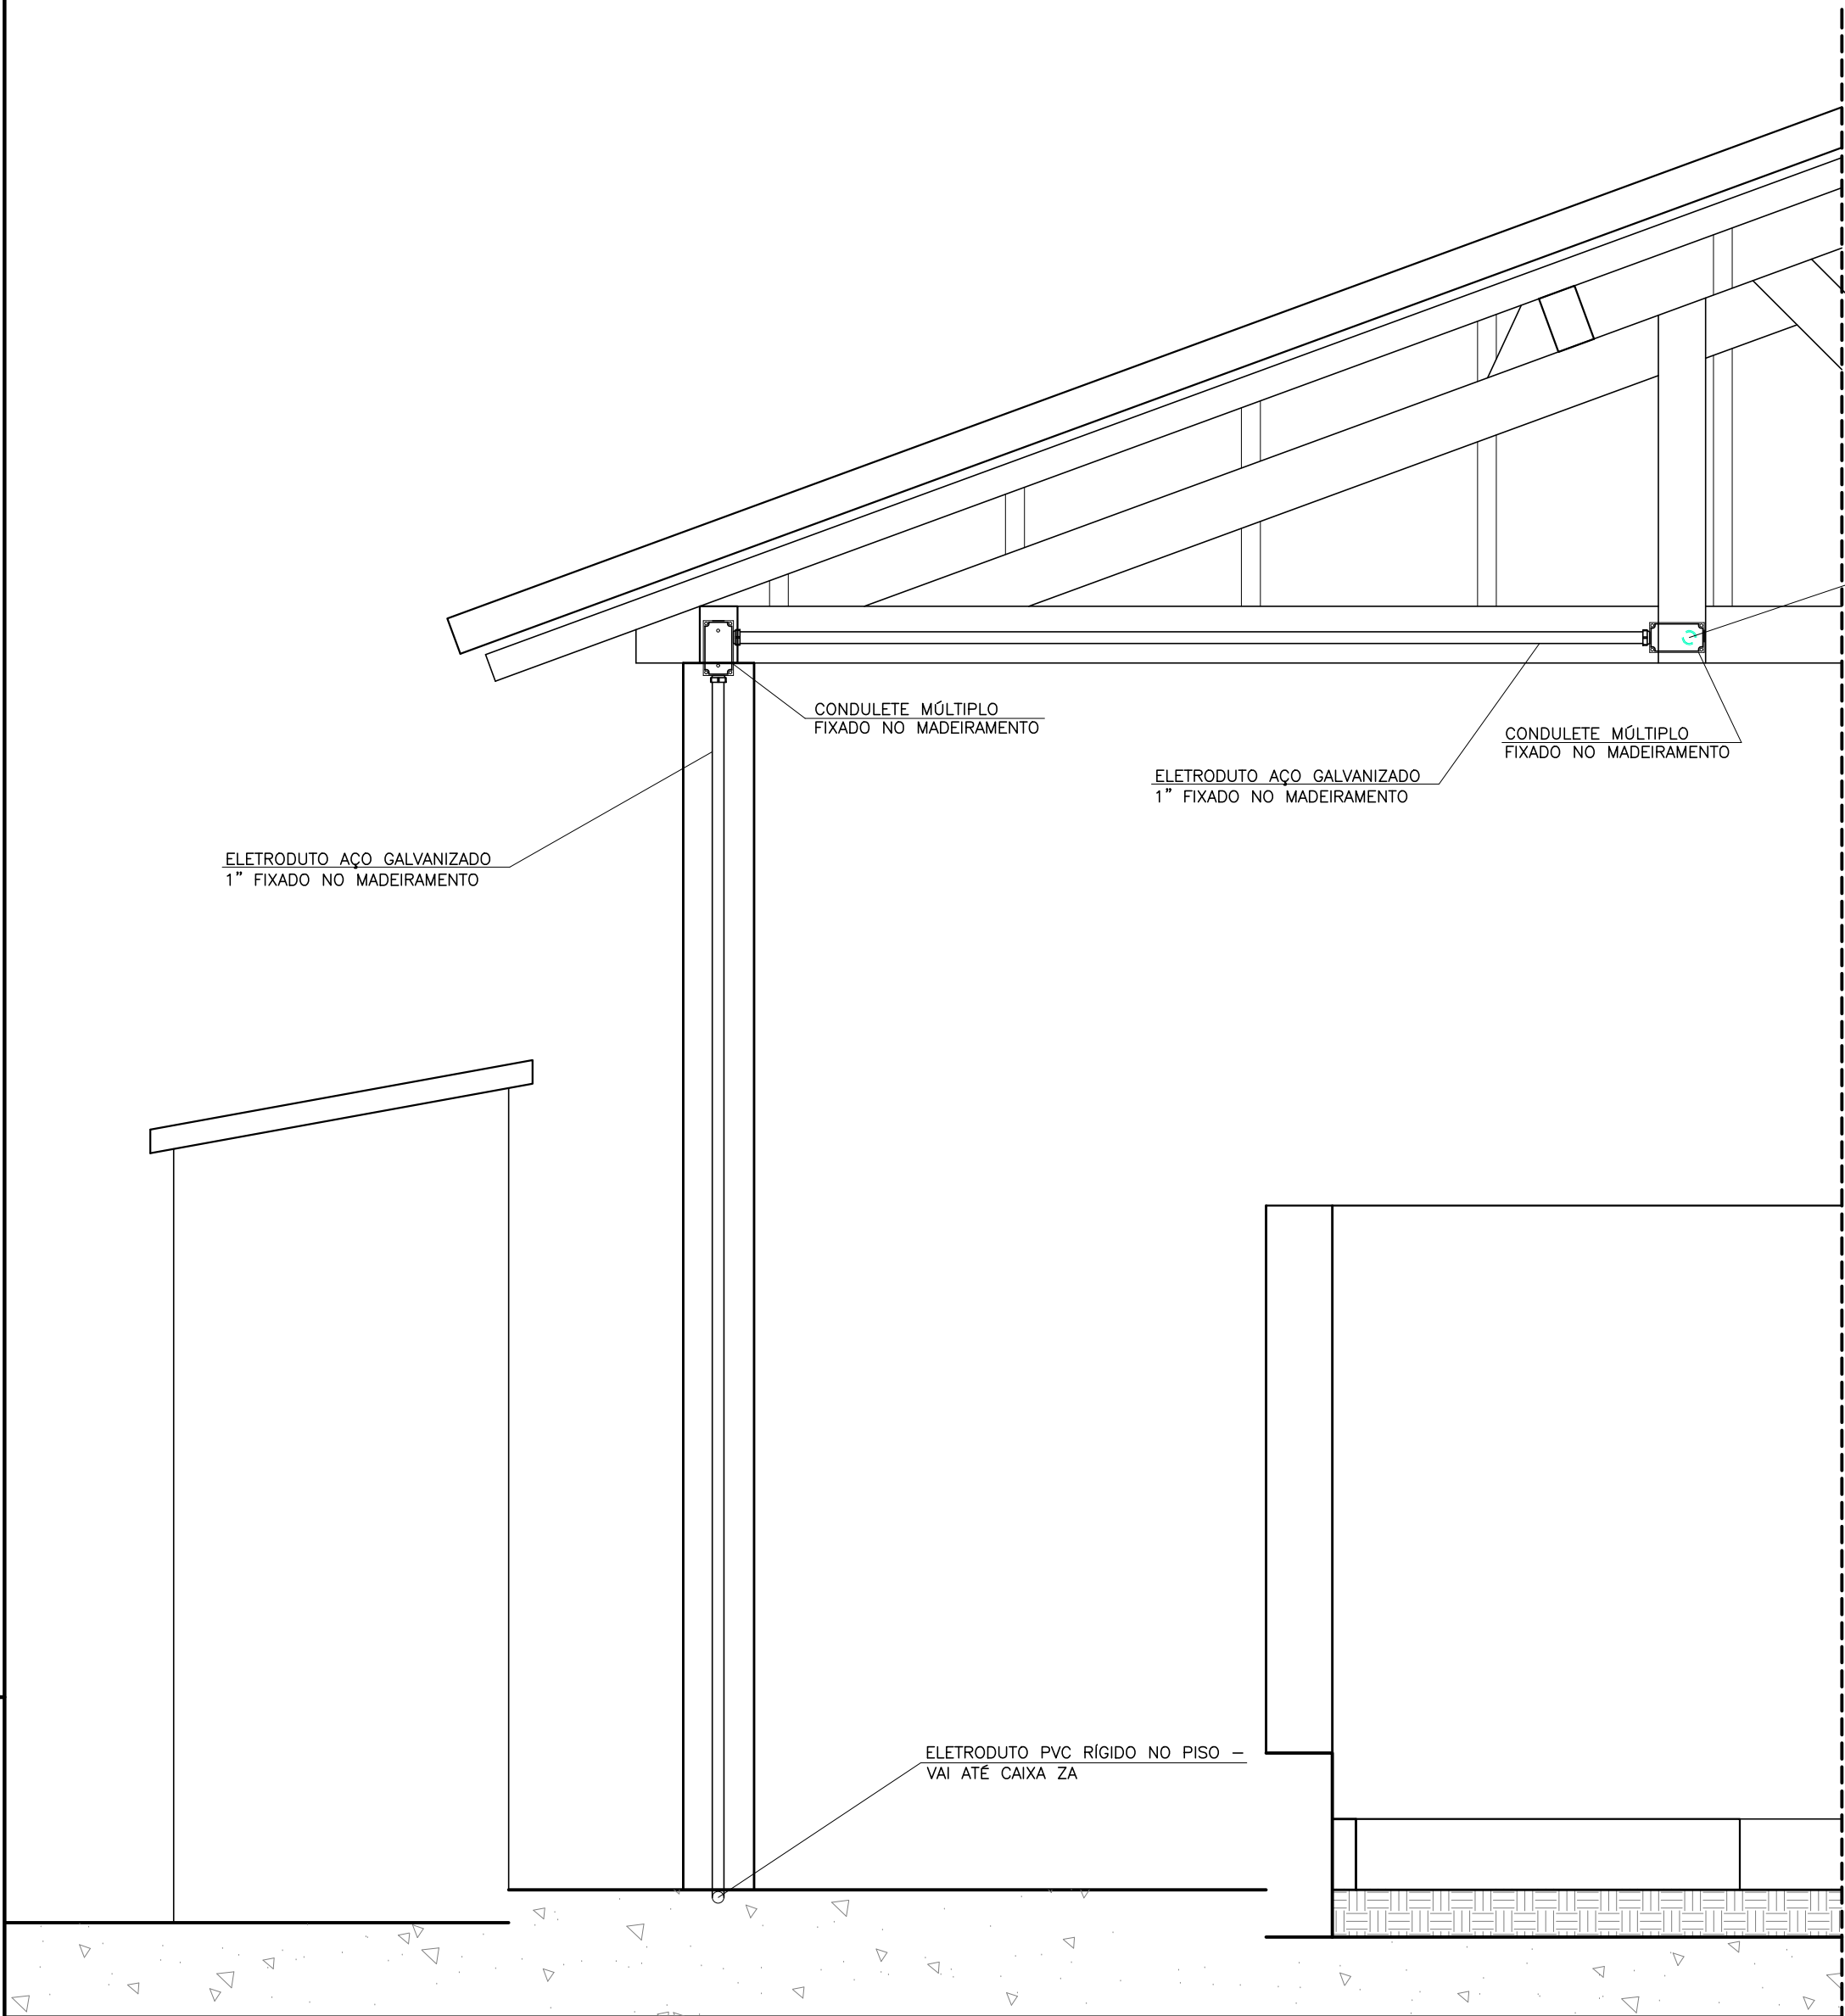 CONDULETE MÚLTIPLO
FIXADO NO MADEIRAMENTO
CONDULETE MÚLTIPLO
FIXADO NO MADEIRAMENTO
ELETRODUTO AÇO GALVANIZADO
1" FIXADO NO MADEIRAMENTO
ELETRODUTO AÇO GALVANIZADO
1" FIXADO NO MADEIRAMENTO
ELETRODUTO PVC RÍGIDO NO PISO –
VAI ATÉ CAIXA ZA